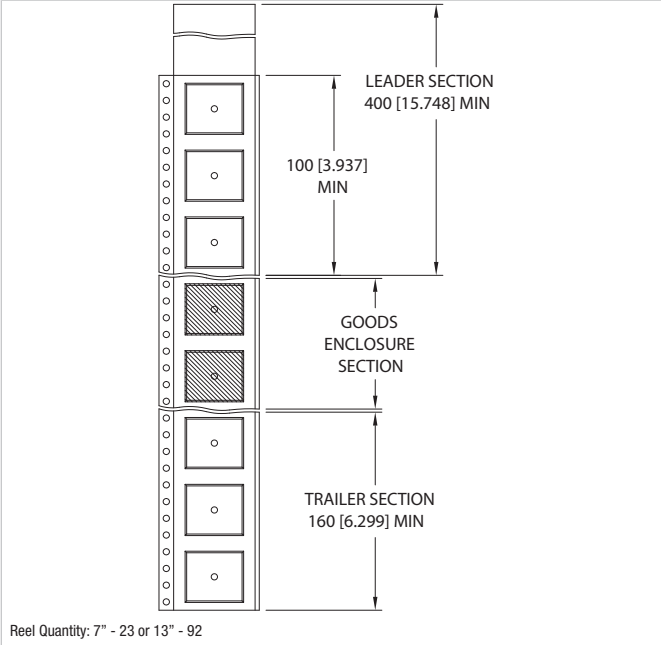 LEADER SECTION
400 [15.748] MIN
100 [3.937]
MIN
GOODS
ENCLOSURE
SECTION
TRAILER SECTION
160 [6.299] MIN
Reel Quantity: 7” - 23 or 13” - 92